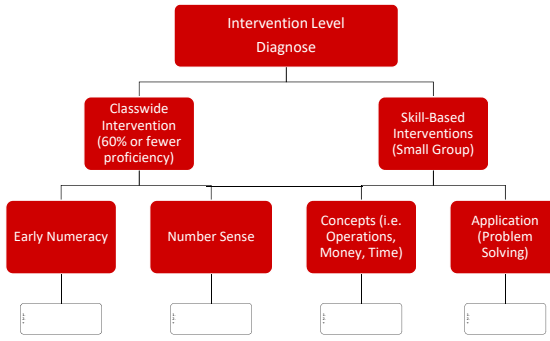 Intervention Level
Diagnose
Classwide
Intervention
(60% or fewer
proficiency)
Skill-Based
Interventions
(Small Group)
Early Numeracy
Number Sense
Concepts (i.e.
Operations,
Money, Time)
Application
(Problem
Solving)